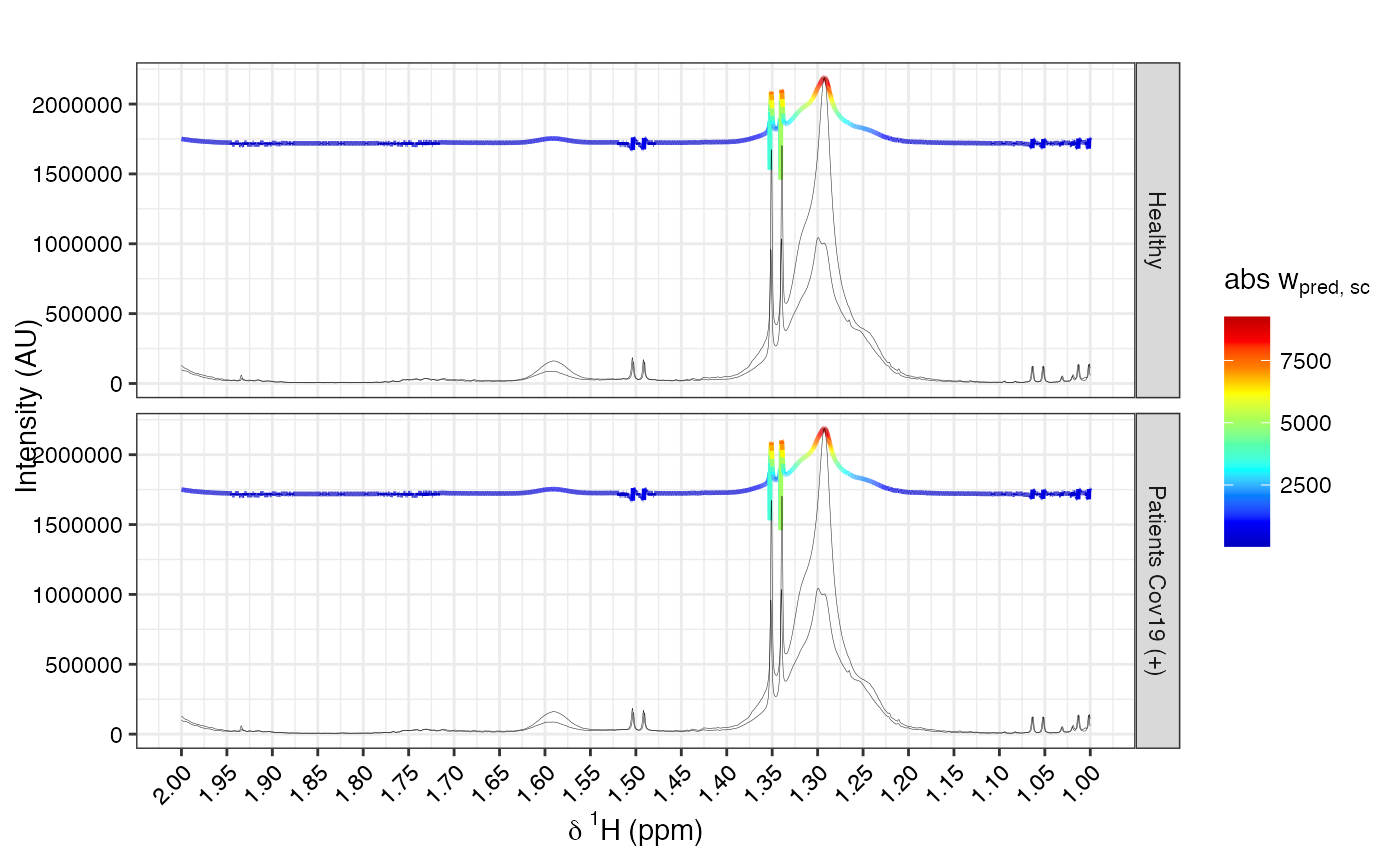 2000000
1500000
1000000
500000
0
Healthy
2000000
1500000
1000000
500000
0
Patients Cov19 (+)
Intensity (AU)
2.00 1.95 1.90 1.85 1.80 1.75 1.70 1.65 1.60 1.55 1.50 1.45 1.40 1.35 1.30 1.25 1.20 1.15 1.10 1.05 1.00
δ ¹H (ppm)
abs wpred, sc
7500
5000
2500